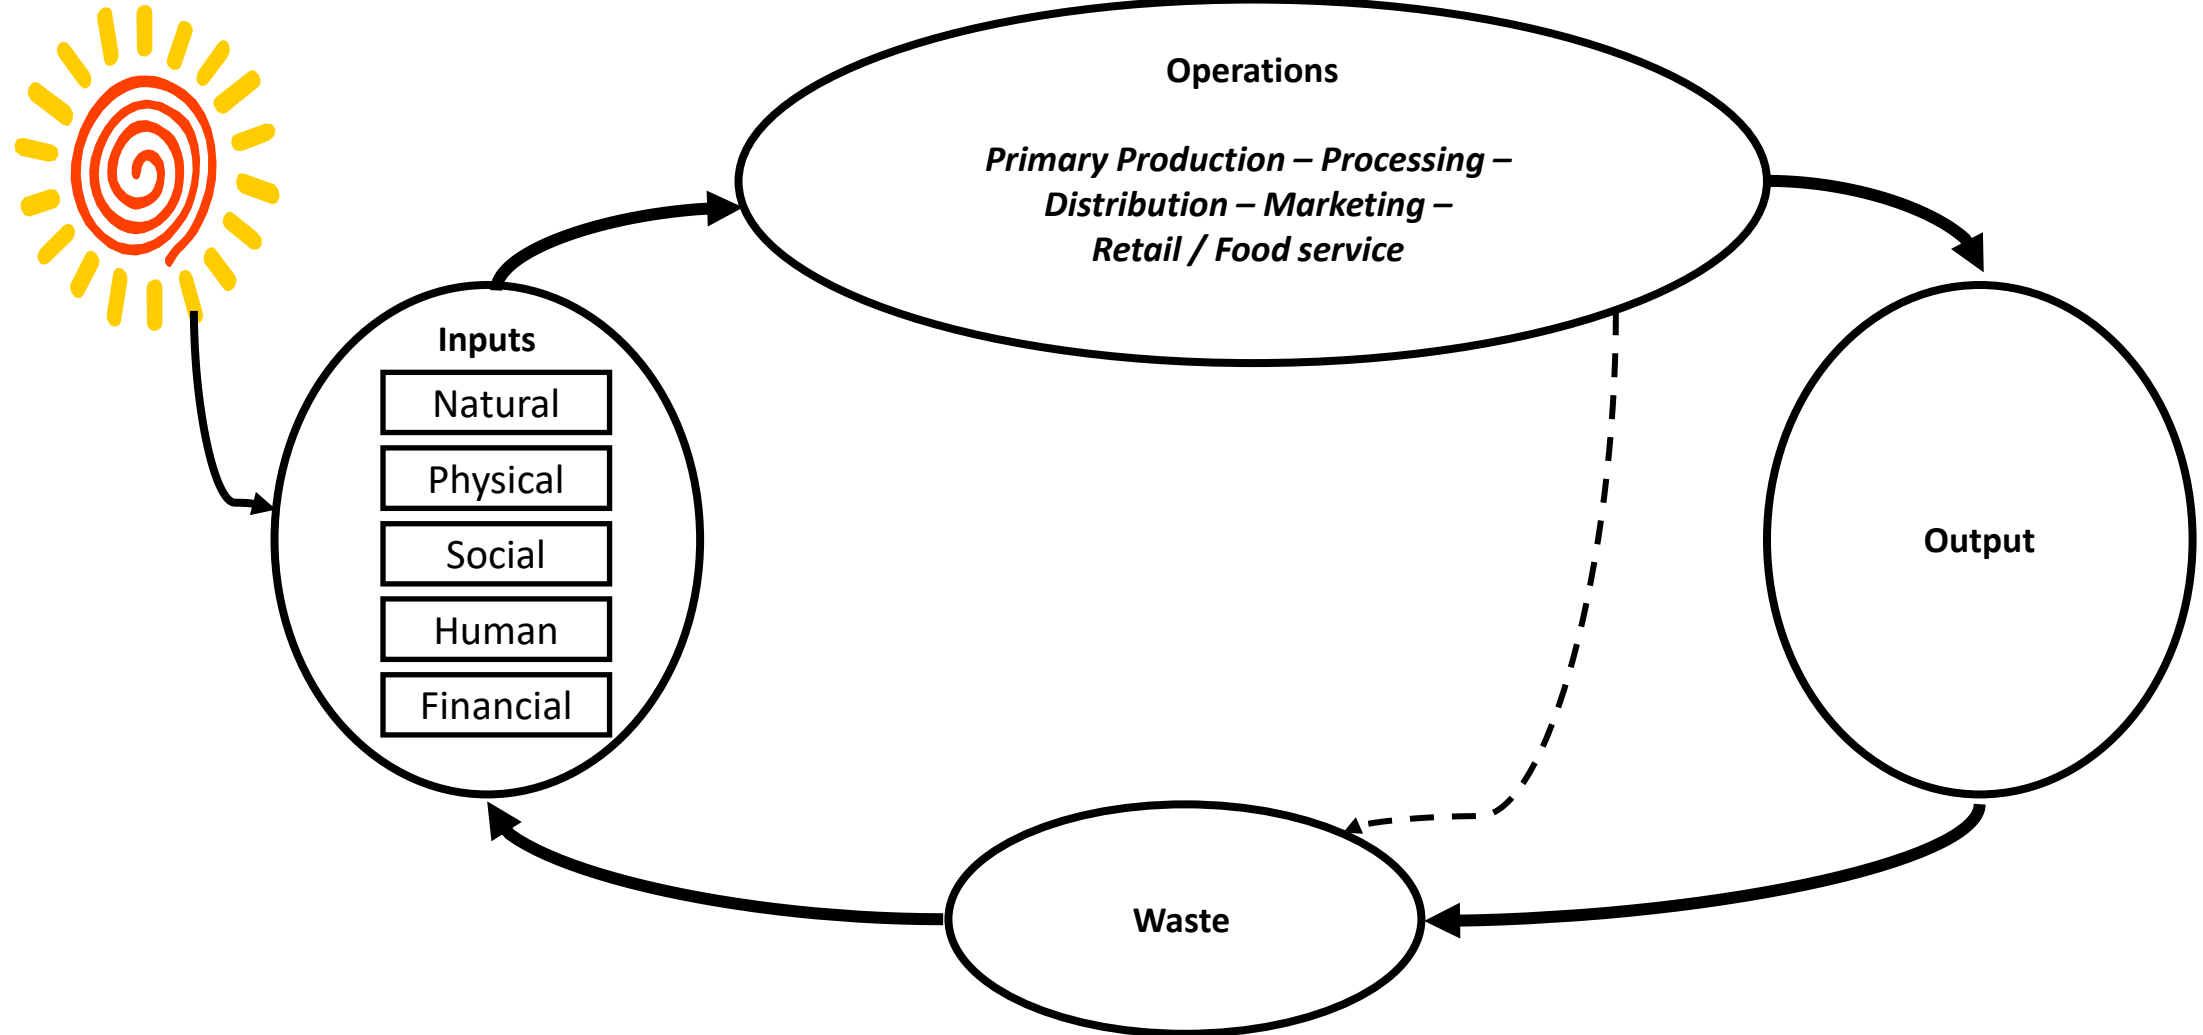 Operations
Primary Production – Processing –
Distribution – Marketing –
Retail / Food service
Inputs
Natural
Physical
Social
Human
Financial
Output
Waste